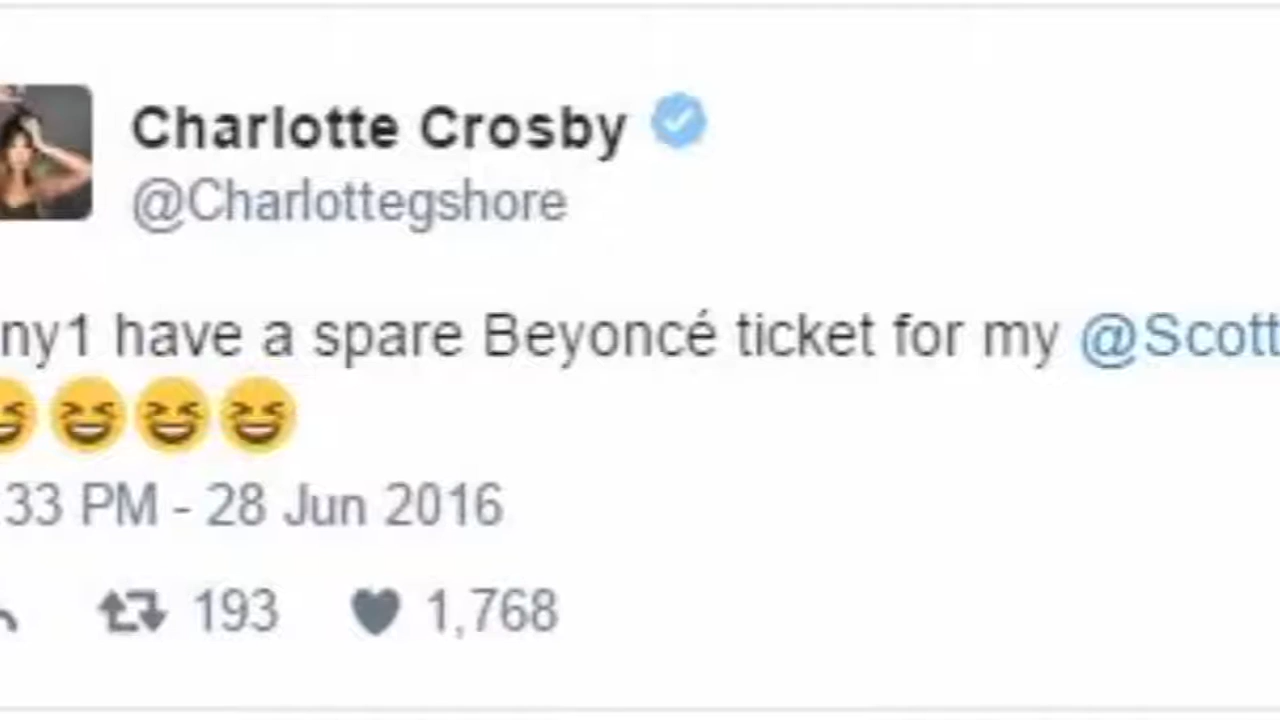 Charlotte Crosby
@Charlottegshore
ny1 have a spare Beyoncé ticket for my @Scott
😆😆😆😆
33 PM - 28 Jun 2016
193 1,768